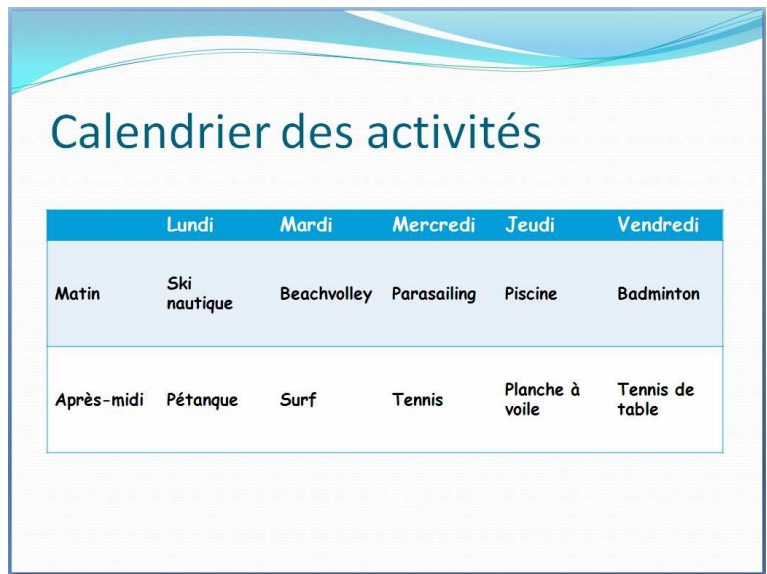 Calendrier des activités
Lundi Mardi Mercredi Jeudi Vendredi
Matin Ski nautique Beachvolley Parasailing Piscine Badminton
Après-midi Pétanque Surf Tennis Planche à voile Tennis de table